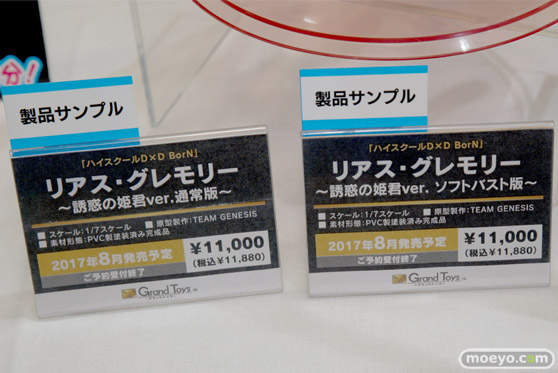 分!
製品サンプル
「ハイスクールD×D BorN」
リアス・グレモリー
～誘惑の姫君ver.通常版～
■スケール:1/7スケール ■原型製作:TEAM GENESIS
■素材形態:PVC製塗装済み完成品
2017年8月発売予定
ご予約受付終了
¥11,000
(税込¥11,880)
Grand Toys
製品サンプル
「ハイスクールD×D BorN」
リアス・グレモリー
～誘惑の姫君ver. ソフトバスト版～
■スケール:1/7スケール ■原型製作:TEAM GENESIS
■素材形態:PVC製塗装済み完成品
2017年8月発売予定
ご予約受付終了
¥11,000
(税込¥11,880)
Grand Toys
moeyo.com